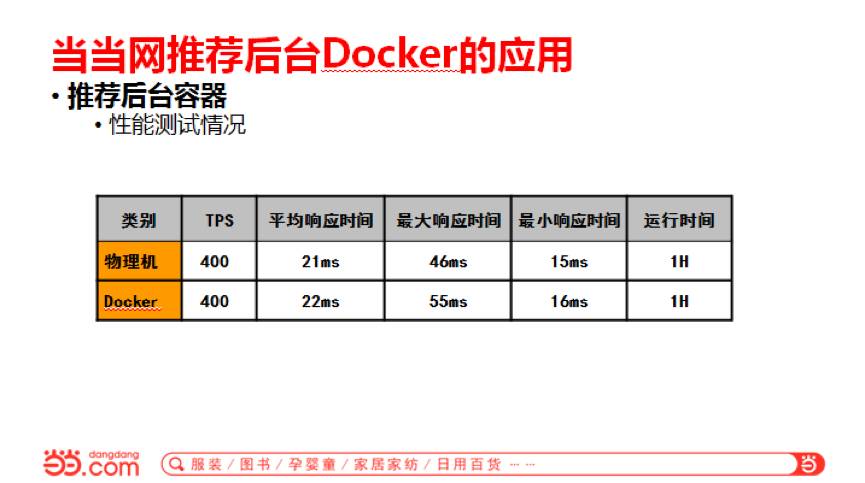 当当网推荐后台Docker的应用
• 推荐后台容器
• 性能测试情况
类别 TPS 平均响应时间 最大响应时间 最小响应时间 运行时间
物理机 400 21ms 46ms 15ms 1H
Docker 400 22ms 55ms 16ms 1H
当当 dangdang
.com
服装 / 图书 / 孕婴童 / 家居家纺 / 日用百货 ⋯ ⋯ 当